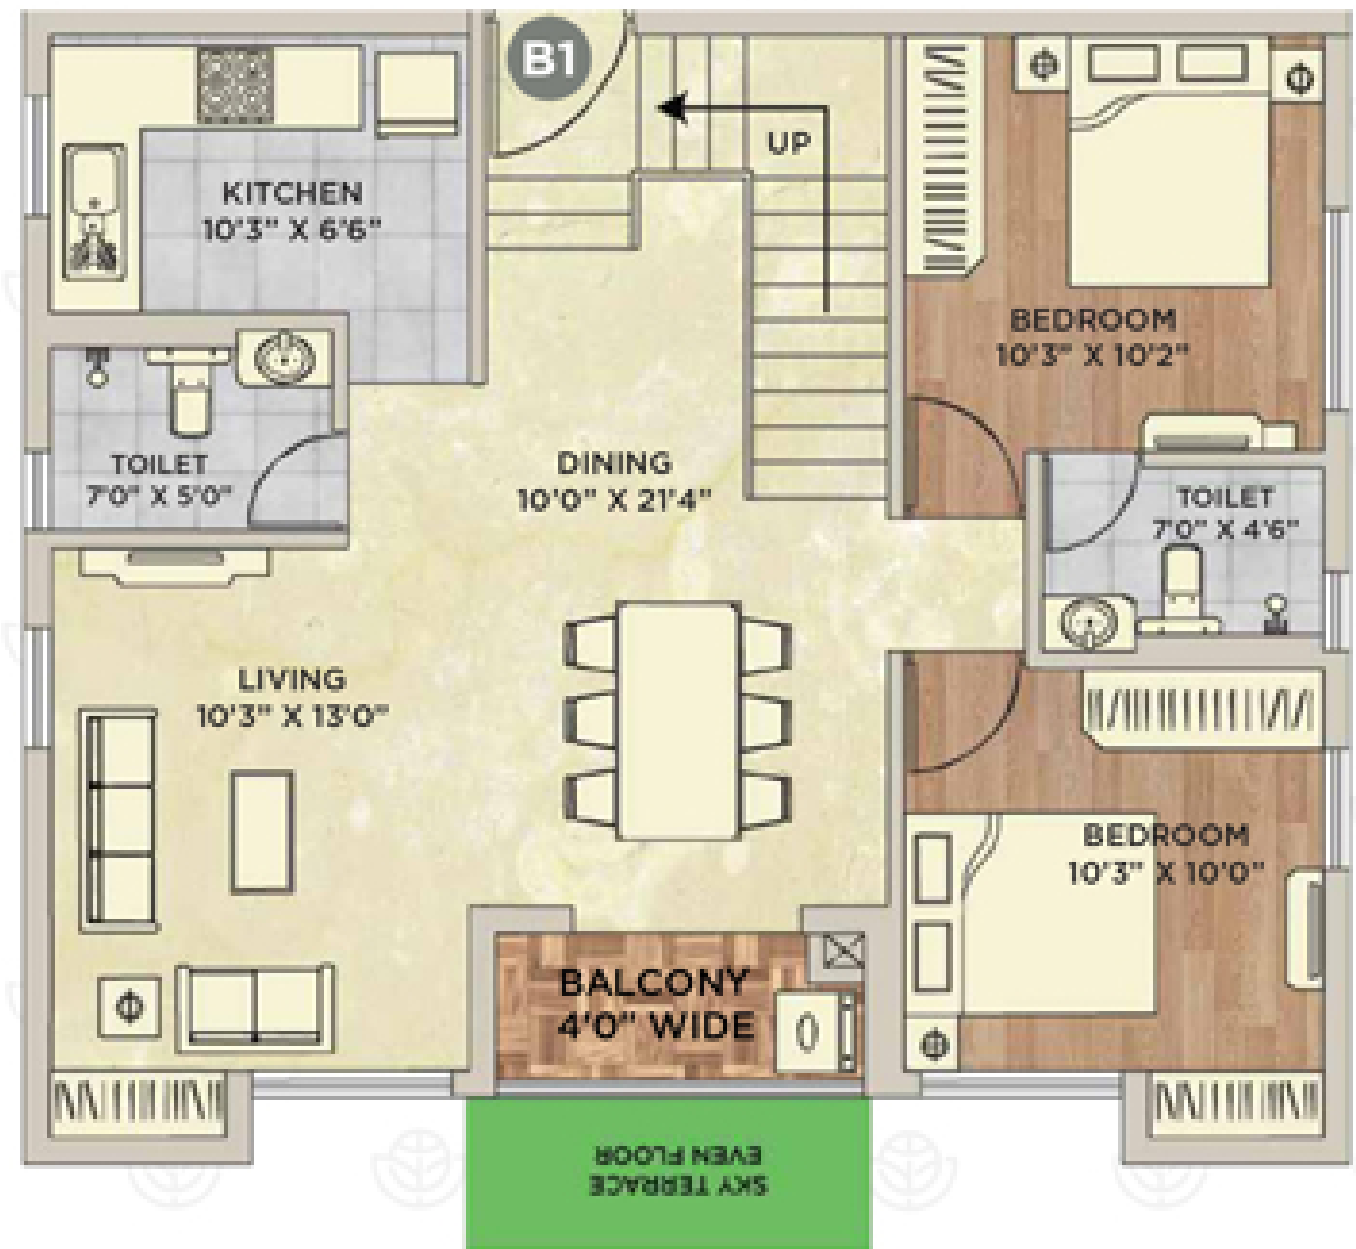 B1
UP
KITCHEN
10'3" X 6'6"
BEDROOM
10'3" X 10'2"
TOILET
7'0" X 5'0"
DINING
10'0" X 21'4"
TOILET
7'0" X 4'6"
LIVING
10'3" X 13'0"
BEDROOM
10'3" X 10'0"
BALCONY
4'0" WIDE
SKY TERRACE
EVEN FLOOR